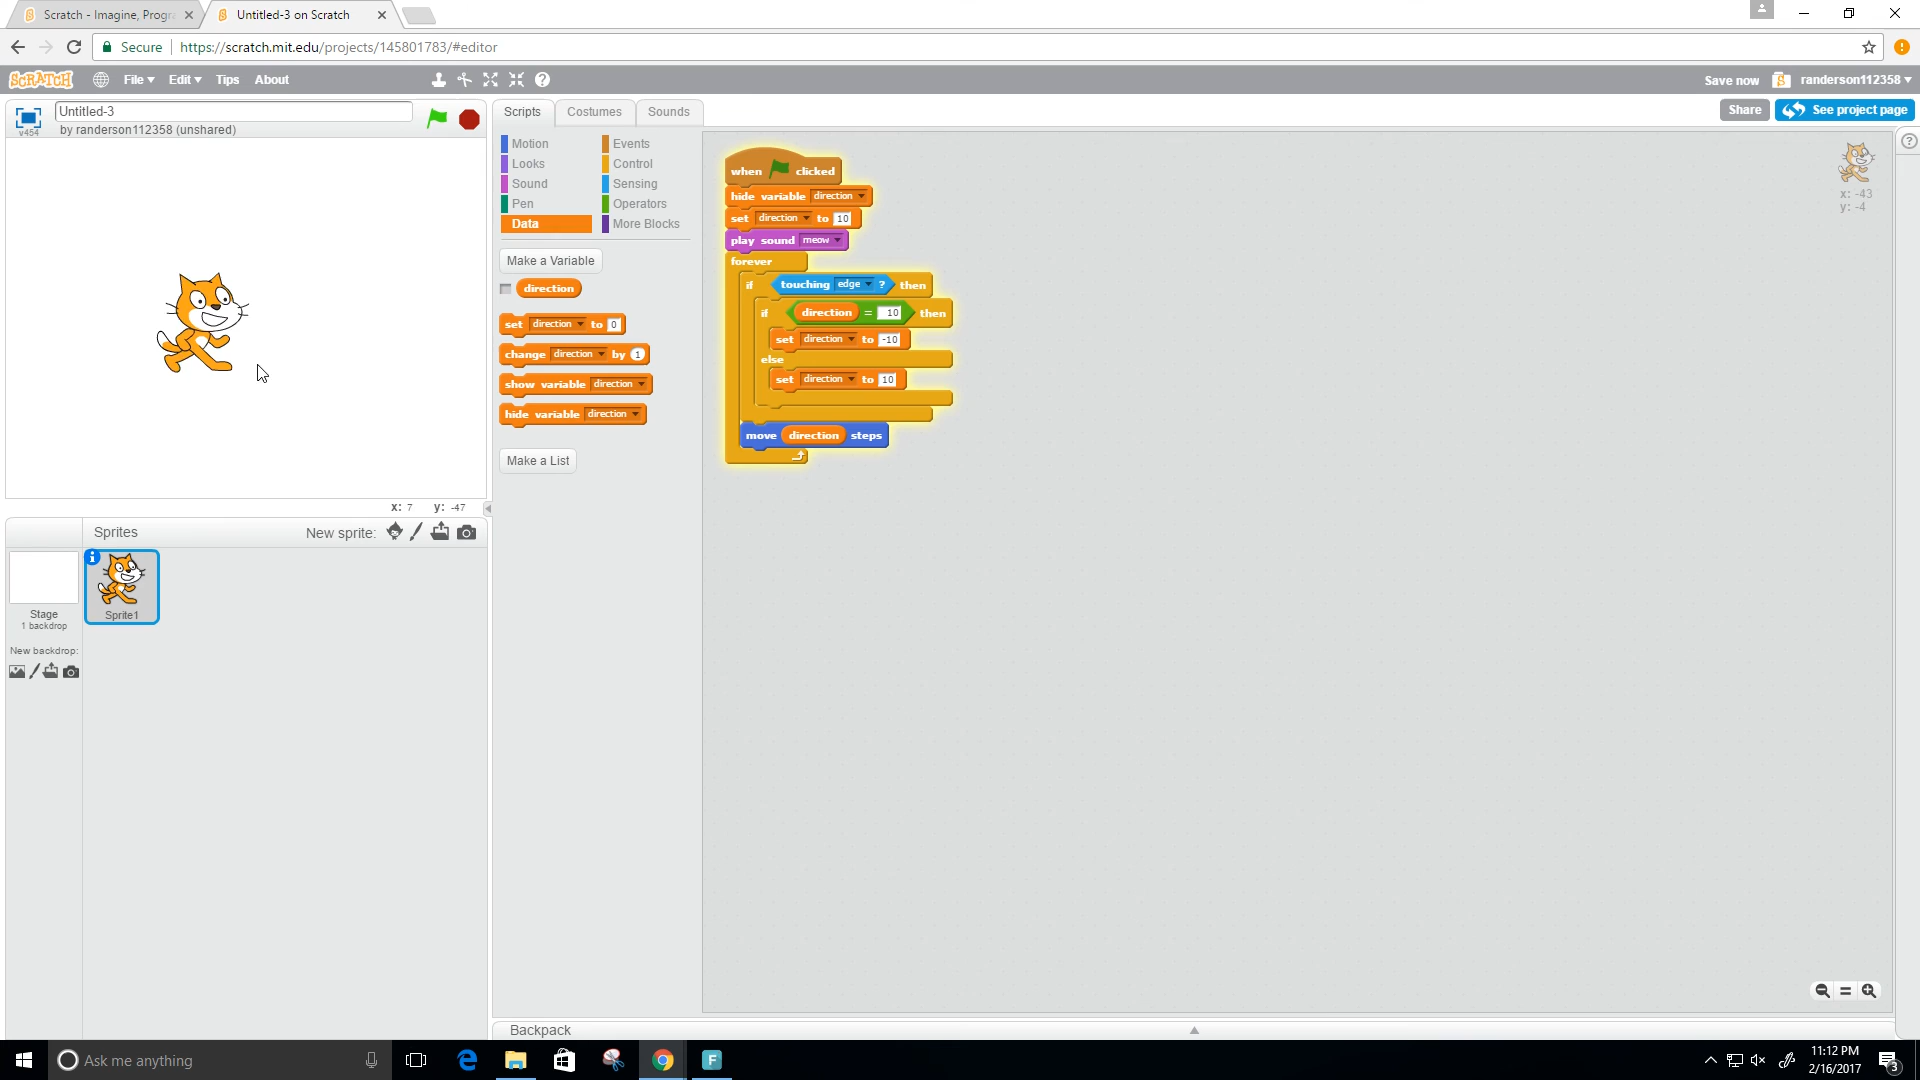 Scratch - Imagine, Progra
Untitled-3 on Scratch
Secure
https://scratch.mit.edu/projects/145801783/#editor
SCRATCH
File
Edit
Tips
About
Save now
randerson112358
Untitled-3
v454
by randerson112358 (unshared)
Scripts
Costumes
Sounds
Share
See project page
Motion
Looks
Sound
Pen
Data
Events
Control
Sensing
Operators
More Blocks
Make a Variable
direction
set direction to 0
change direction by 1
show variable direction
hide variable direction
Make a List
when clicked
hide variable direction
set direction to 10
play sound meow
forever
if touching edge ? then
if direction = 10 then
set direction to -10
else
set direction to 10
move direction steps
x: -43
y: -4
x: 7 y: -47
Sprites
New sprite:
Stage
1 backdrop
New backdrop:
Sprite1
Backpack
Ask me anything
11:12 PM
2/16/2017
3